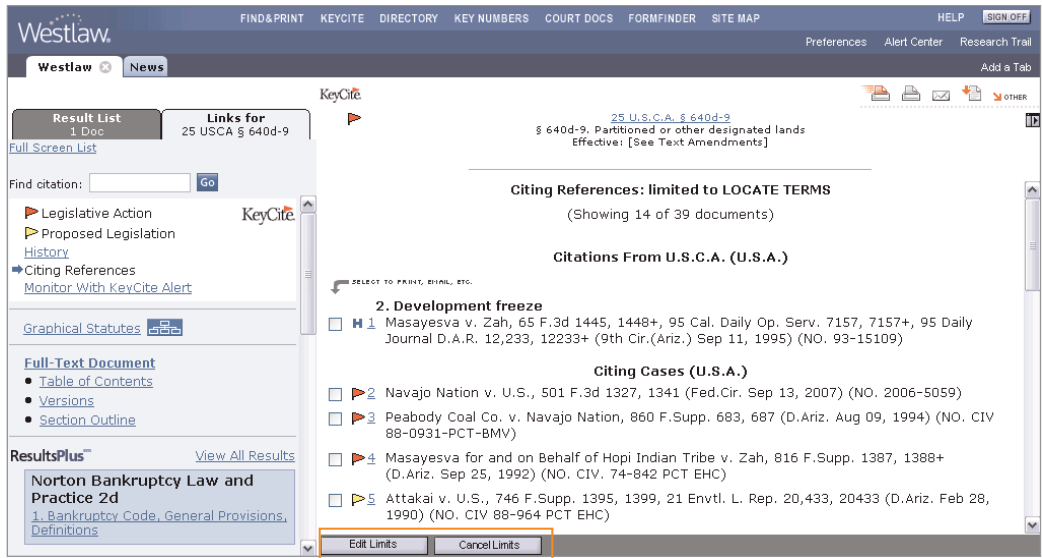 Westlaw.
FIND&PRINT KEYCITE DIRECTORY KEY NUMBERS COURT DOCS FORMFINDER SITE MAP
HELP SIGN OFF
Preferences Alert Center Research Trail
Westlaw News
Add a Tab
Result List
1 Doc
Links for
25 USCA § 640d-9
Full Screen List
Find citation: Go
Legislative Action
KeyCite.
Proposed Legislation
History
Citing References
Monitor With KeyCite Alert
Graphical Statutes
Full-Text Document
• Table of Contents
• Versions
• Section Outline
ResultsPlus™ View All Results
Norton Bankruptcy Law and
Practice 2d
1. Bankruptcy Code, General Provisions,
Definitions
KeyCite.
OTHER
25 U.S.C.A. § 640d-9
§ 640d-9. Partitioned or other designated lands
Effective: [See Text Amendments]
Citing References: limited to LOCATE TERMS
(Showing 14 of 39 documents)
Citations From U.S.C.A. (U.S.A.)
SELECT TO PRINT, EMAIL, ETC.
2. Development freeze
H 1 Masayesva v. Zah, 65 F.3d 1445, 1448+, 95 Cal. Daily Op. Serv. 7157, 7157+, 95 Daily
Journal D.A.R. 12,233, 12233+ (9th Cir.(Ariz.) Sep 11, 1995) (NO. 93-15109)
Citing Cases (U.S.A.)
2 Navajo Nation v. U.S., 501 F.3d 1327, 1341 (Fed.Cir. Sep 13, 2007) (NO. 2006-5059)
3 Peabody Coal Co. v. Navajo Nation, 860 F.Supp. 683, 687 (D.Ariz. Aug 09, 1994) (NO. CIV
88-0931-PCT-BMV)
4 Masayesva for and on Behalf of Hopi Indian Tribe v. Zah, 816 F.Supp. 1387, 1388+
(D.Ariz. Sep 25, 1992) (NO. CIV. 74-842 PCT EHC)
5 Attakai v. U.S., 746 F.Supp. 1395, 1399, 21 Envtl. L. Rep. 20,433, 20433 (D.Ariz. Feb 28,
1990) (NO. CIV 88-964 PCT EHC)
Edit Limits Cancel Limits